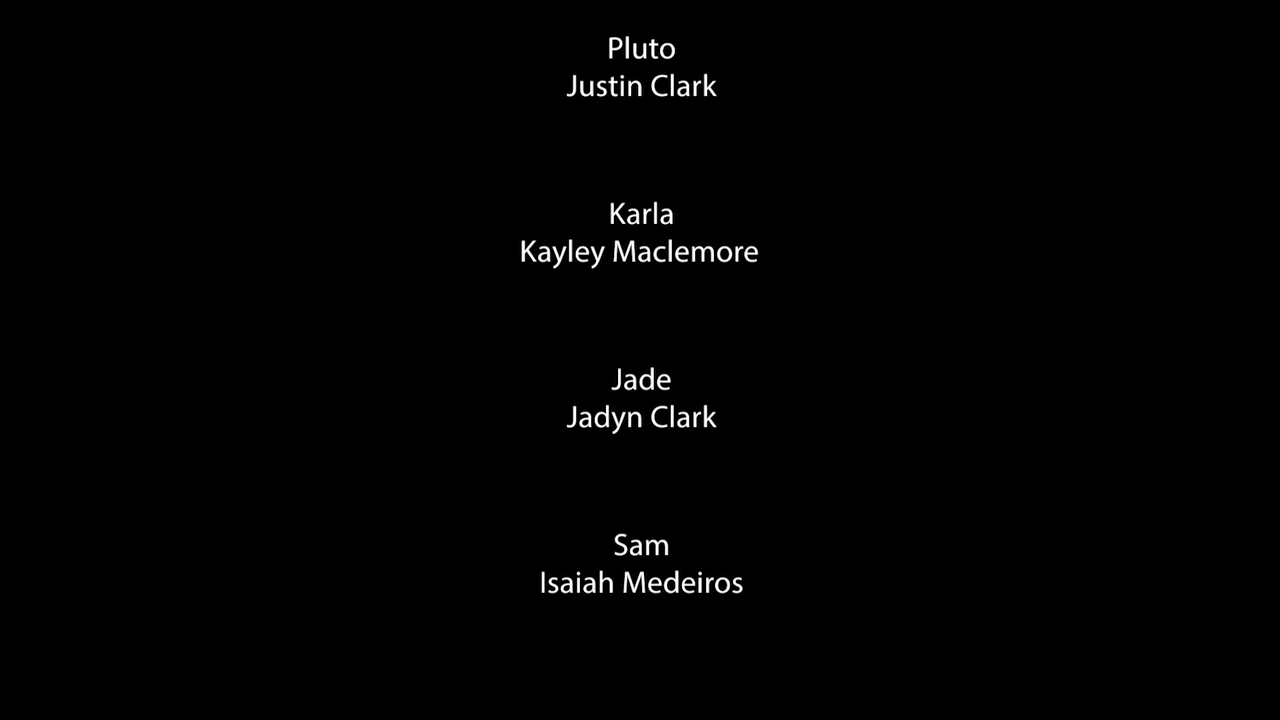 Pluto
Justin Clark
Karla
Kayley Maclemore
Jade
Jadyn Clark
Sam
Isaiah Medeiros